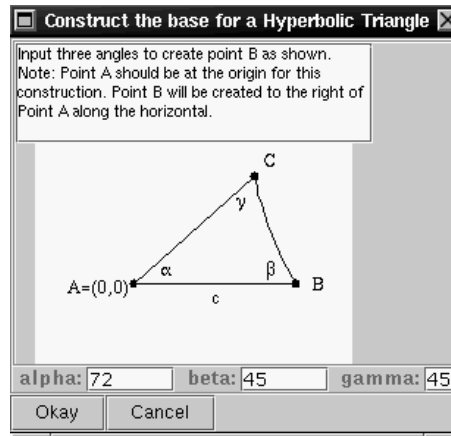 Construct the base for a Hyperbolic Triangle
Input three angles to create point B as shown.
Note: Point A should be at the origin for this
construction. Point B will be created to the right of
Point A along the horizontal.
C
γ
α
β
A=(0,0)
B
c
alpha: 72 beta: 45 gamma: 45
Okay Cancel